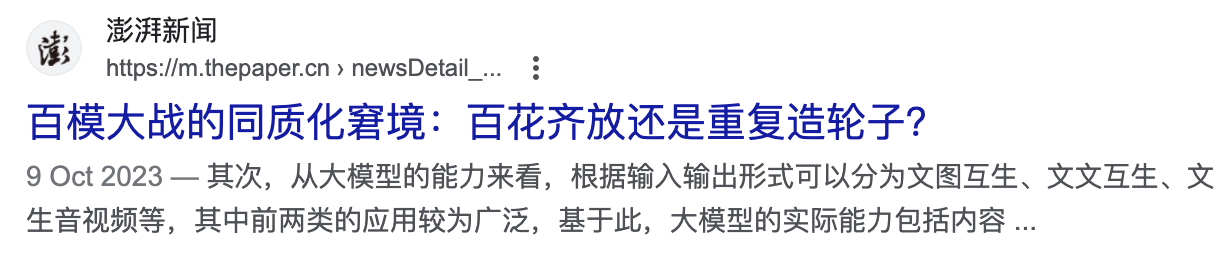 澎
澎湃新闻
https://m.thepaper.cn › newsDetail_...
百模大战的同质化窘境：百花齐放还是重复造轮子？
9 Oct 2023 — 其次，从大模型的能力来看，根据输入输出形式可以分为文图互生、文文互生、文
生音视频等，其中前两类的应用较为广泛，基于此，大模型的实际能力包括内容 ...